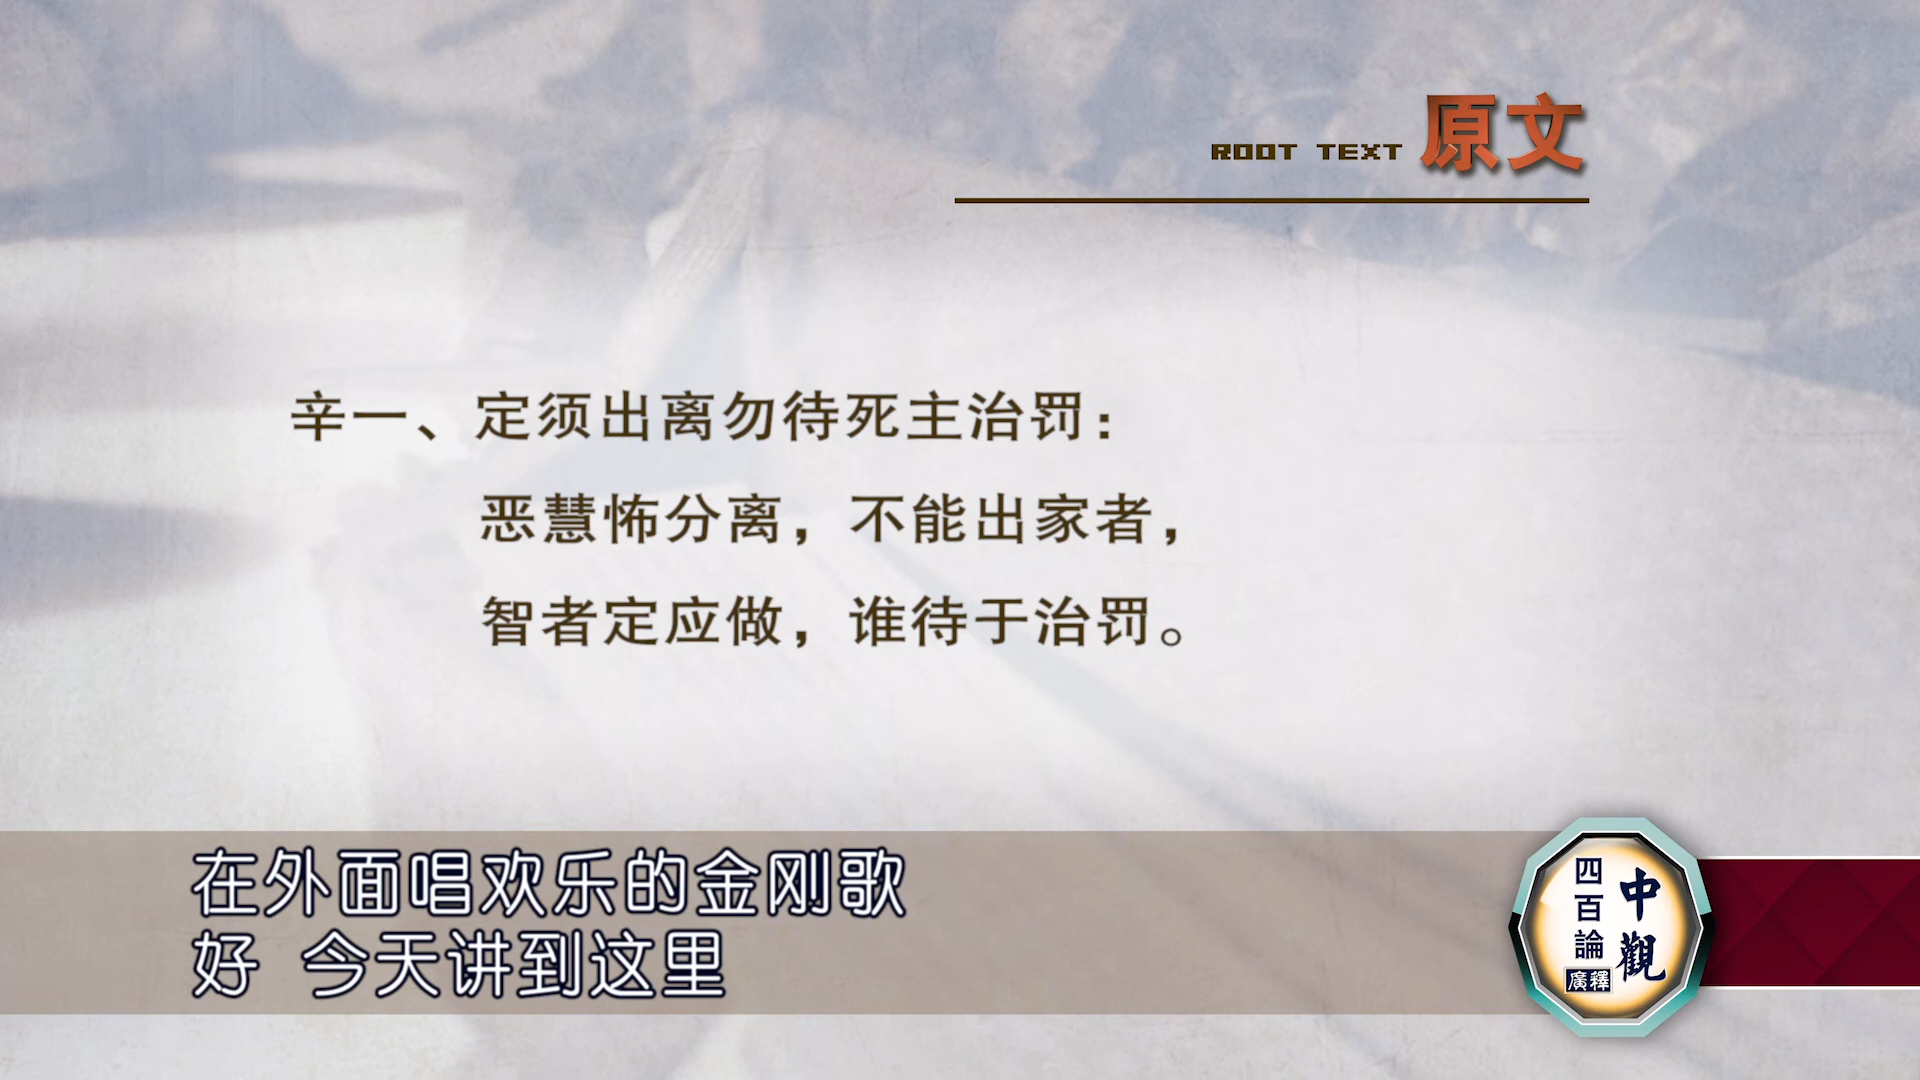 ROOT TEXT 原文
辛一、定须出离勿待死主治罚：
恶慧怖分离，不能出家者，
智者定应做，谁待于治罚。
在外面唱欢乐的金刚歌
好 今天讲到这里
中觀
四百論
廣釋